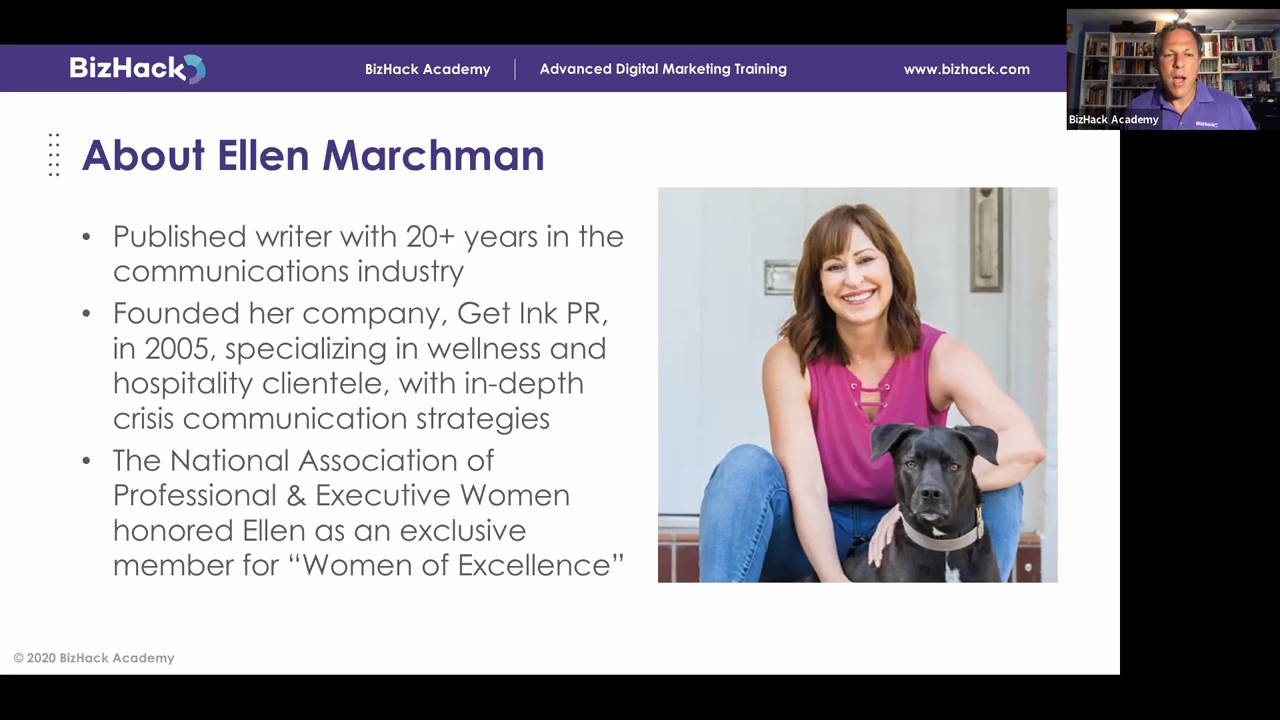 BizHack
BizHack Academy
Advanced Digital Marketing Training
www.bizhack.com
BizHack Academy
About Ellen Marchman
• Published writer with 20+ years in the
communications industry
• Founded her company, Get Ink PR,
in 2005, specializing in wellness and
hospitality clientele, with in-depth
crisis communication strategies
• The National Association of
Professional & Executive Women
honored Ellen as an exclusive
member for “Women of Excellence”
© 2020 BizHack Academy